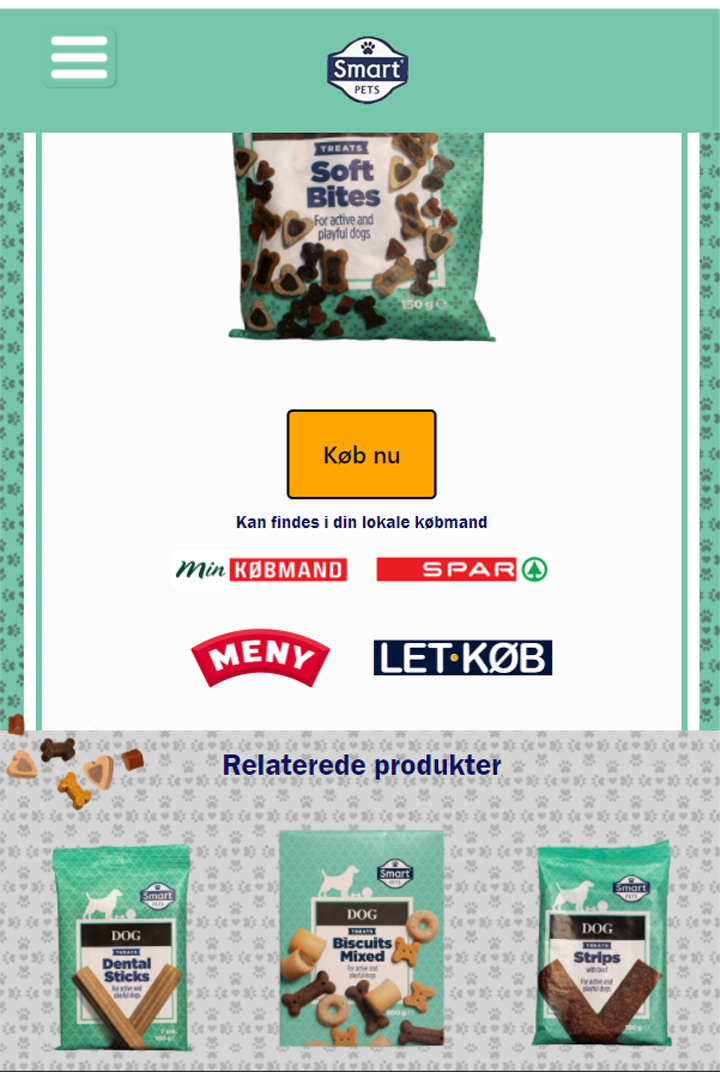 Smart
PETS
TREATS
Soft
Bites
For active and
playful dogs
150 g e
Køb nu
Kan findes i din lokale købmand
Min KØBMAND
SPAR
MENY
LET·KØB
Relaterede produkter
Smart
PETS
DOG
TREATS
Dental
Sticks
For active and
playful dogs
7 stk.
180 g e
Smart
PETS
DOG
TREATS
Biscuits
Mixed
For active and
playful dogs
Smart
PETS
DOG
TREATS
Strips
with beef
For active and
playful dogs